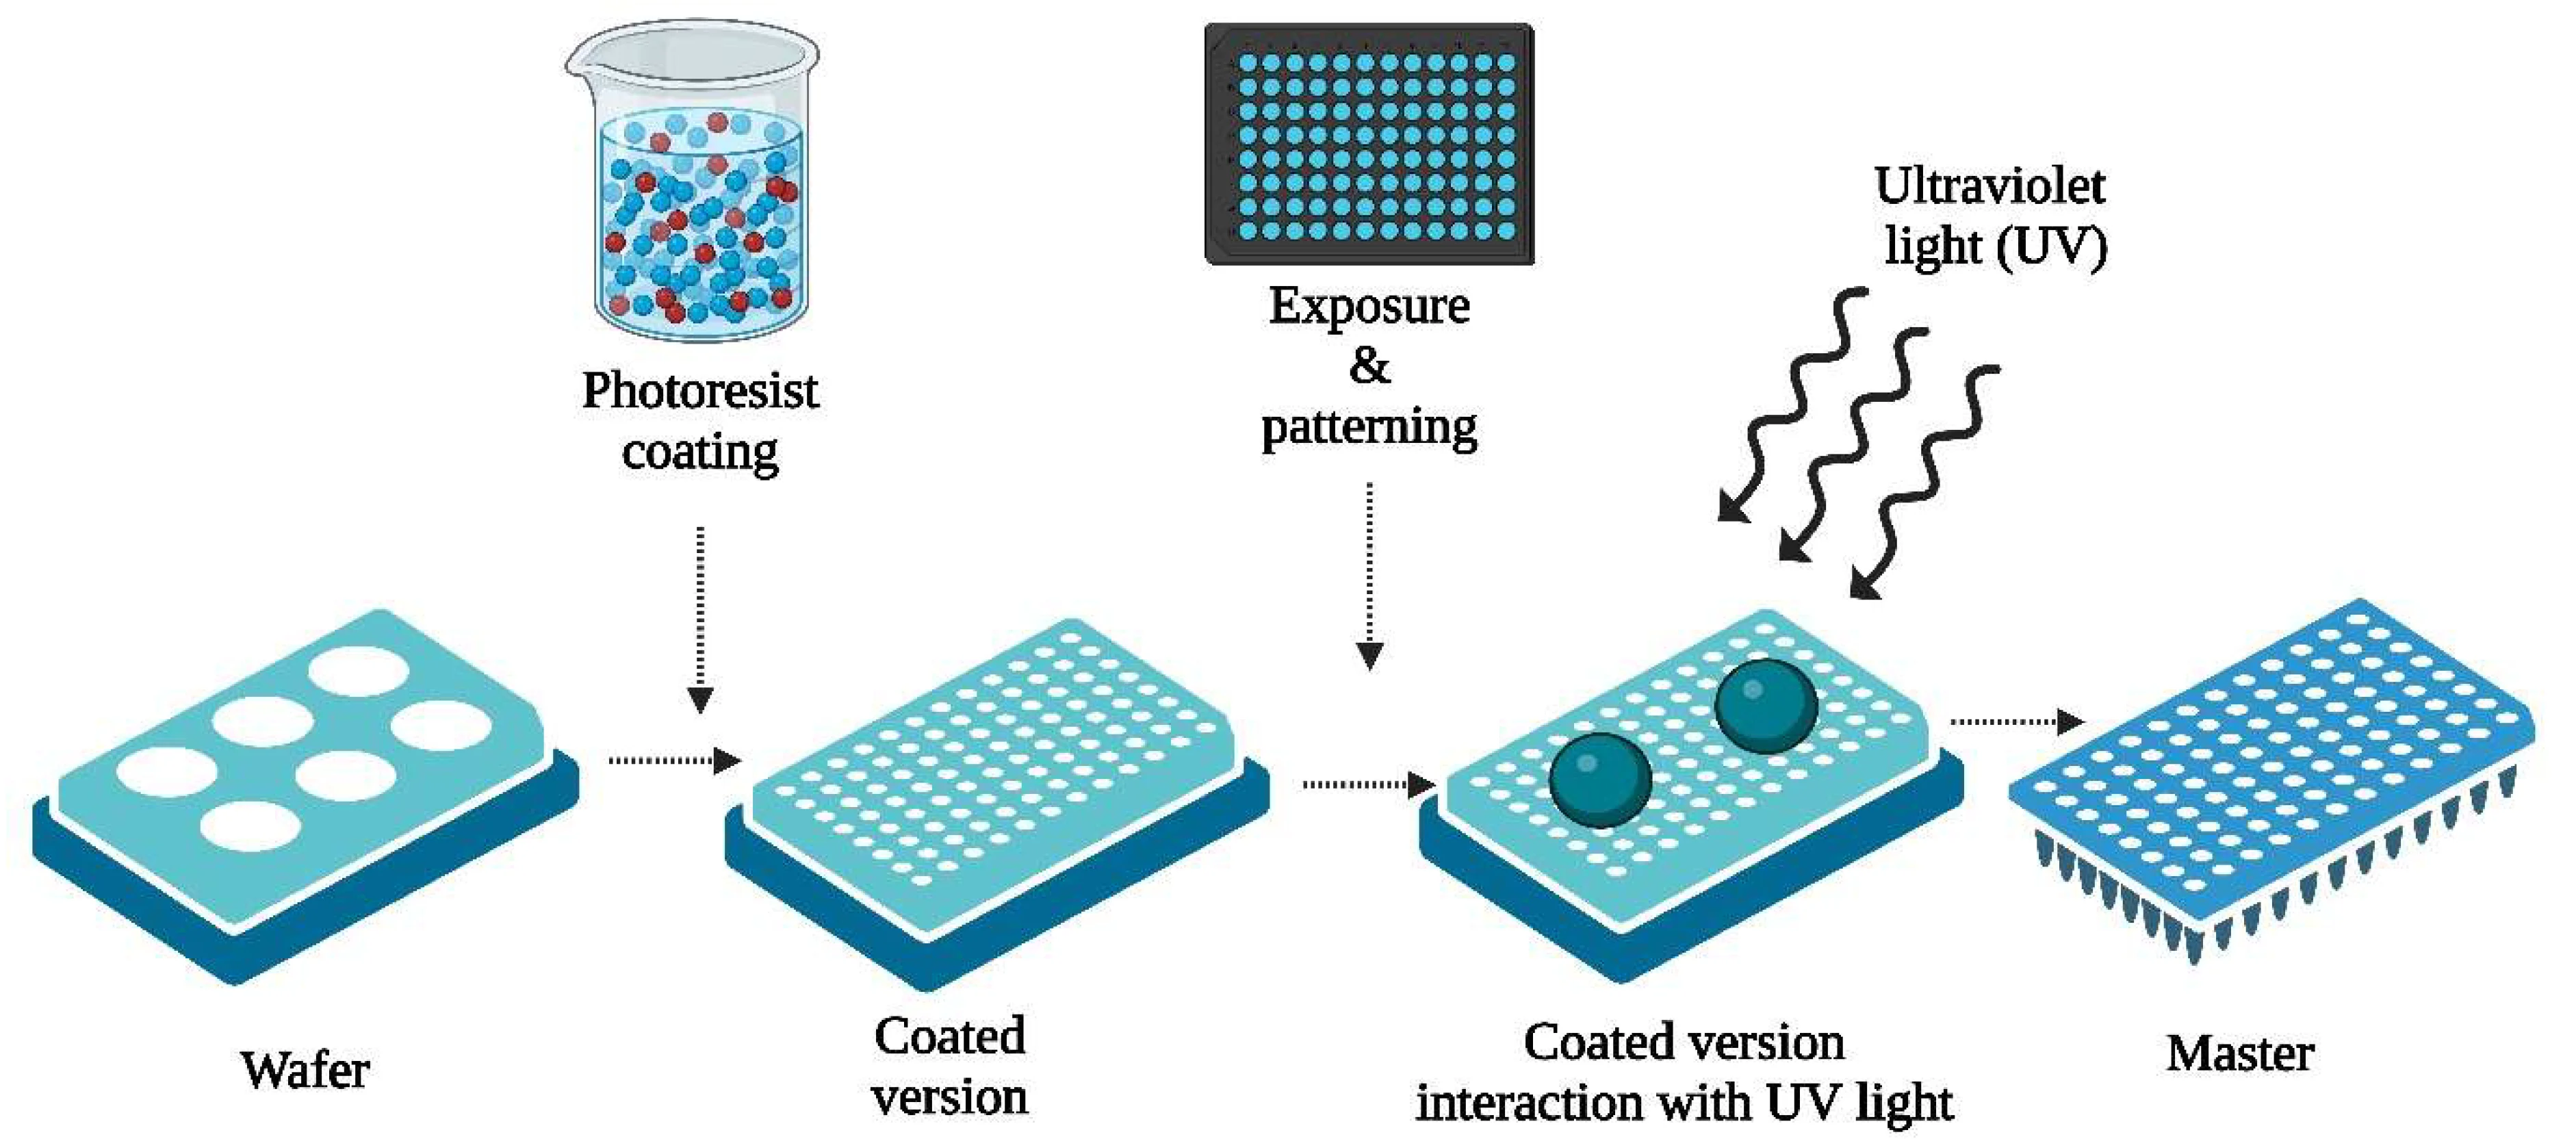 Photoresist
coating
Exposure
&
patterning
Ultraviolet
light (UV)
Wafer
Coated
version
Coated version
interaction with UV light
Master